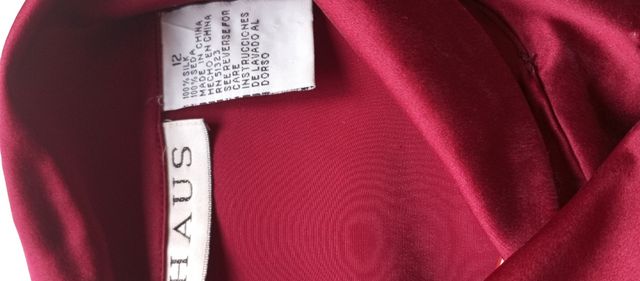 12
100% SILK
100% SEDA
MADE IN CHINA
HECHO EN CHINA
RN 51323
SEE REVERSE FOR
CARE
INSTRUCCIONES
DE LAVADO AL
DORSO
HAUS